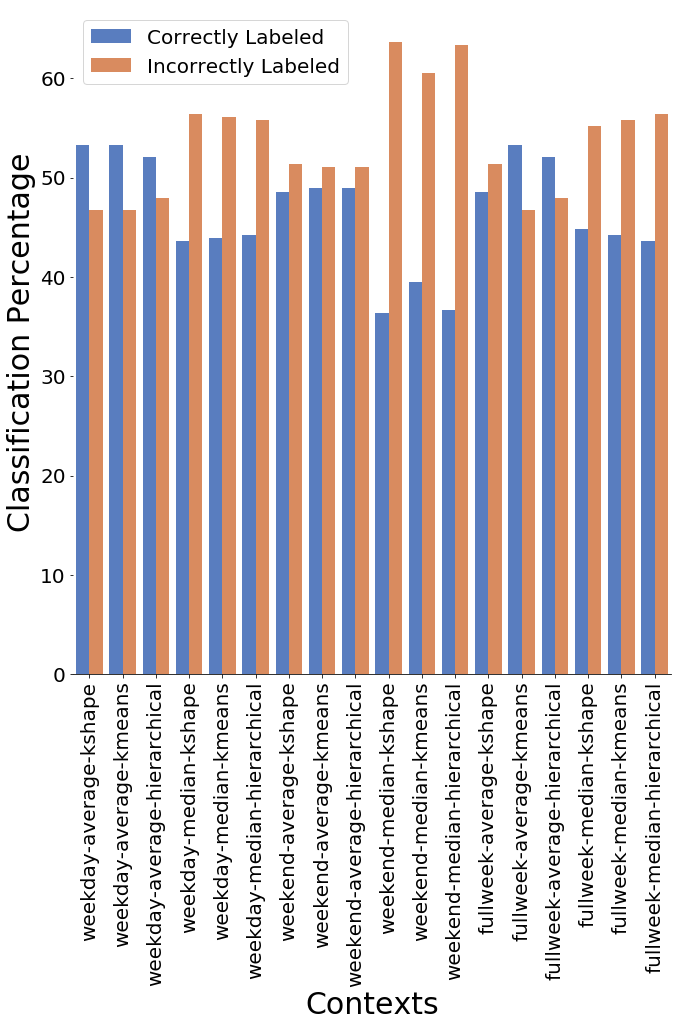 Correctly Labeled
Incorrectly Labeled
Classification Percentage
60
50
40
30
20
10
0
weekday-average-kshape
weekday-average-kmeans
weekday-average-hierarchical
weekday-median-kshape
weekday-median-kmeans
weekday-median-hierarchical
weekend-average-kshape
weekend-average-kmeans
weekend-average-hierarchical
weekend-median-kshape
weekend-median-kmeans
weekend-median-hierarchical
fullweek-average-kshape
fullweek-average-kmeans
fullweek-average-hierarchical
fullweek-median-kshape
fullweek-median-kmeans
fullweek-median-hierarchical
Contexts